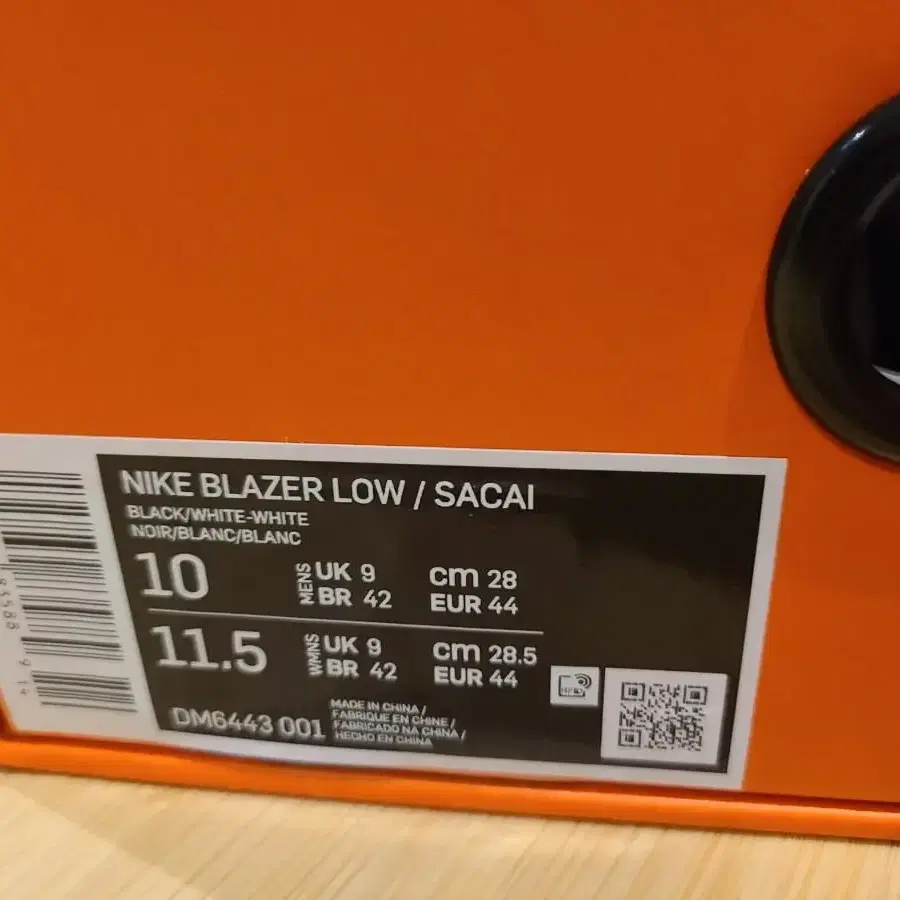 NIKE BLAZER LOW / SACAI
BLACK/WHITE-WHITE
NOIR/BLANC/BLANC
10 MENS UK 9 cm 28
BR 42 EUR 44
11.5 WMNS UK 9 cm 28.5
BR 42 EUR 44
DM6443 001
MADE IN CHINA /
FABRIQUE EN CHINE /
FABRICADO NA CHINA /
HECHO EN CHINA
RFID